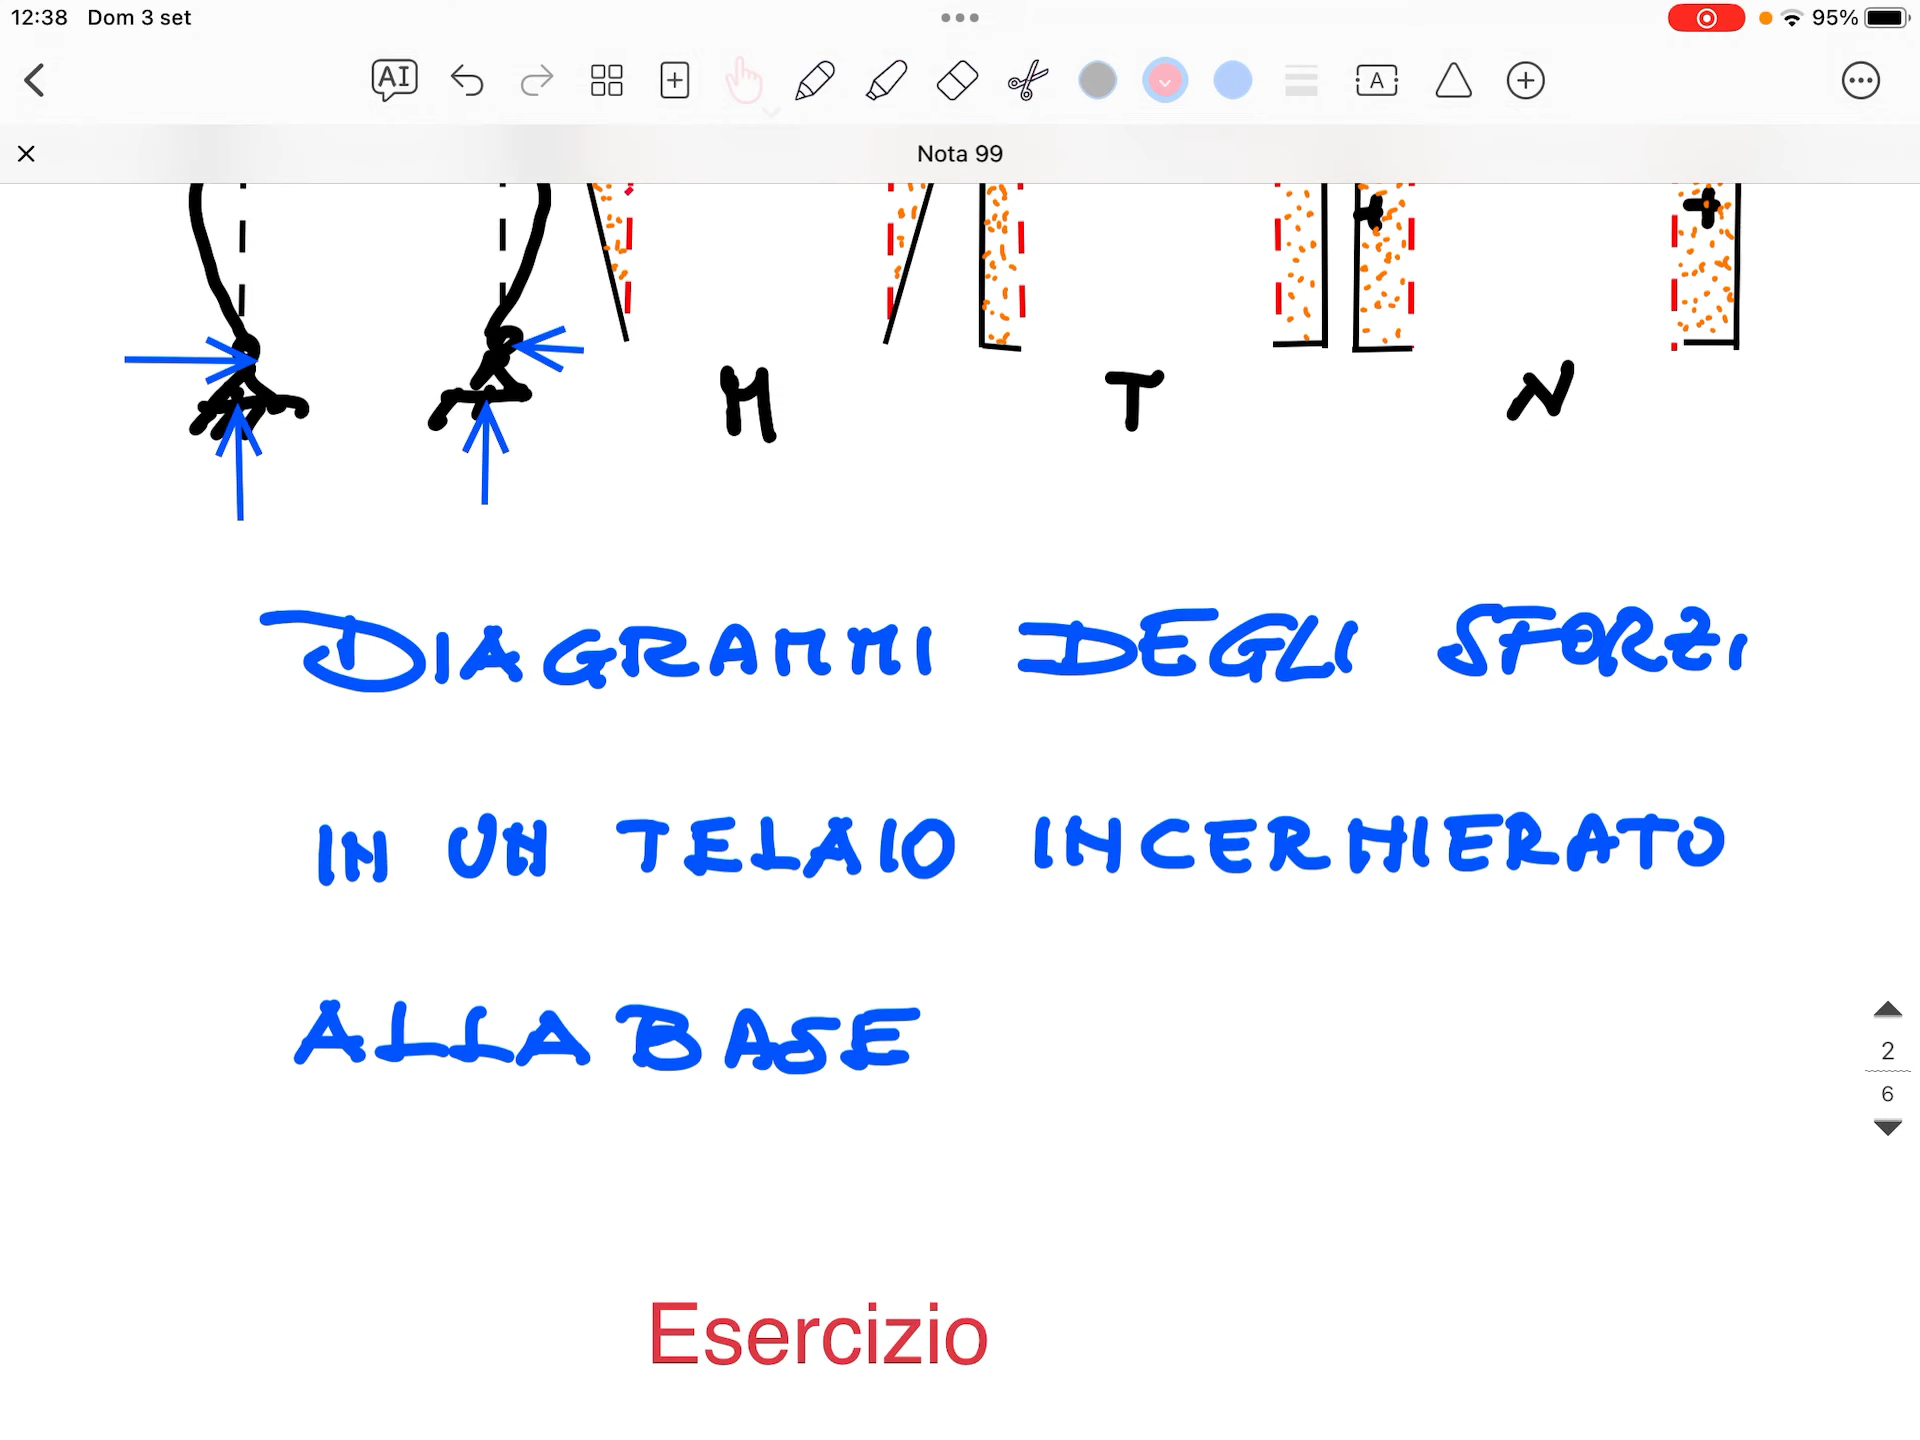 12:38 Dom 3 set 95%
AI A
Nota 99
+ +
M T N
DIAGRAMMI DEGLI SFORZI
IN UN TELAIO INCERNIERATO
ALLA BASE
2
6
Esercizio